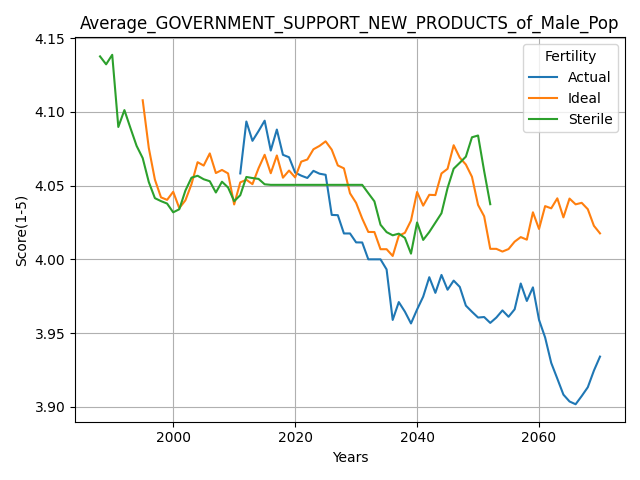 Average_GOVERNMENT_SUPPORT_NEW_PRODUCTS_of_Male_Pop
Fertility
Actual
Ideal
Sterile
Score(1-5)
4.15
4.10
4.05
4.00
3.95
3.90
2000 2020 2040 2060
Years